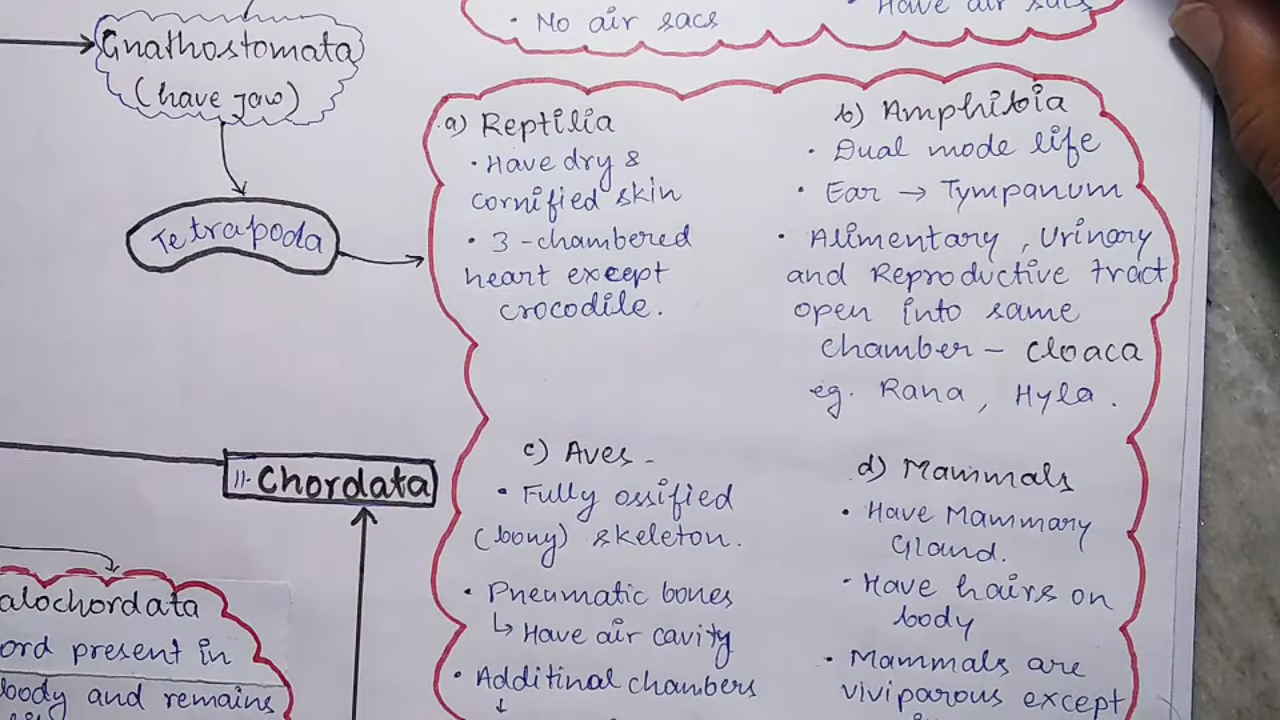 • No air sacs
• Have air sacs
Gnathostomata
(have jaw)
Tetrapoda
a) Reptilia
• Have dry &
cornified skin
• 3-chambered
heart except
crocodile.
b) Amphibia
• Dual mode life
• Ear → Tympanum
• Alimentary, Urinary
and Reproductive tract
open into same
chamber – cloaca
eg. Rana, Hyla.
11. Chordata
c) Aves -
• Fully ossified
(bony) skeleton.
• Pneumatic bones
↳ Have air cavity
• Additinal chambers
↓
d) Mammals
• Have Mammary
Gland.
• Have hairs on
body
• Mammals are
viviparous except
alochordata
ord present in
body and remains